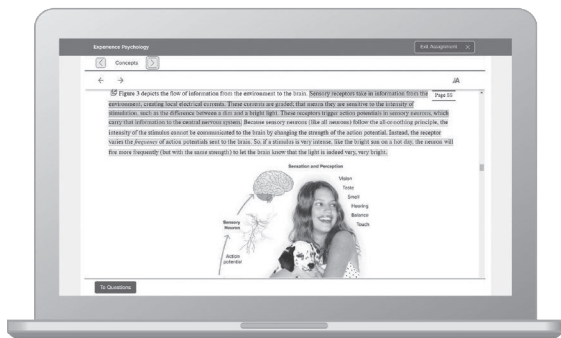 Experience Psychology
Exit Assignment X
Concepts
Figure 3 depicts the flow of information from the environment to the brain. Sensory receptors take in information from the
Page 85
environment, creating local electrical currents. These currents are graded; that means they are sensitive to the intensity of
stimulation, such as the difference between a dim and a bright light. These receptors trigger action potentials in sensory neurons, which
carry that information to the central nervous system. Because sensory neurons (like all neurons) follow the all-or-nothing principle, the
intensity of the stimulus cannot be communicated to the brain by changing the strength of the action potential. Instead, the receptor
varies the frequency of action potentials sent to the brain. So, if a stimulus is very intense, like the bright sun on a hot day, the neuron will
fire more frequently (but with the same strength) to let the brain know that the light is indeed very, very bright.
Sensation and Perception
Vision
Taste
Smell
Hearing
Balance
Touch
Sensory
Neuron
Action
potential
To Questions